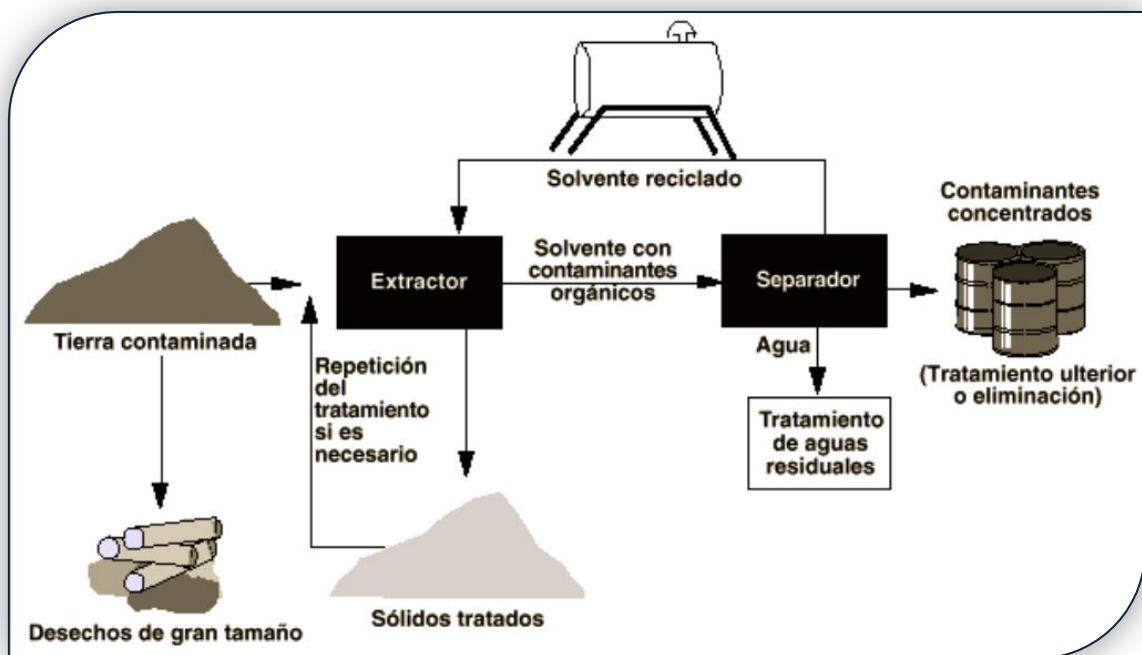 Solvente reciclado
Contaminantes
concentrados
Extractor
Solvente con
contaminantes
orgánicos
Separador
Tierra contaminada
Agua
(Tratamiento ulterior
o eliminación)
Repetición
del
tratamiento
si es
necesario
Tratamiento
de aguas
residuales
Sólidos tratados
Desechos de gran tamaño